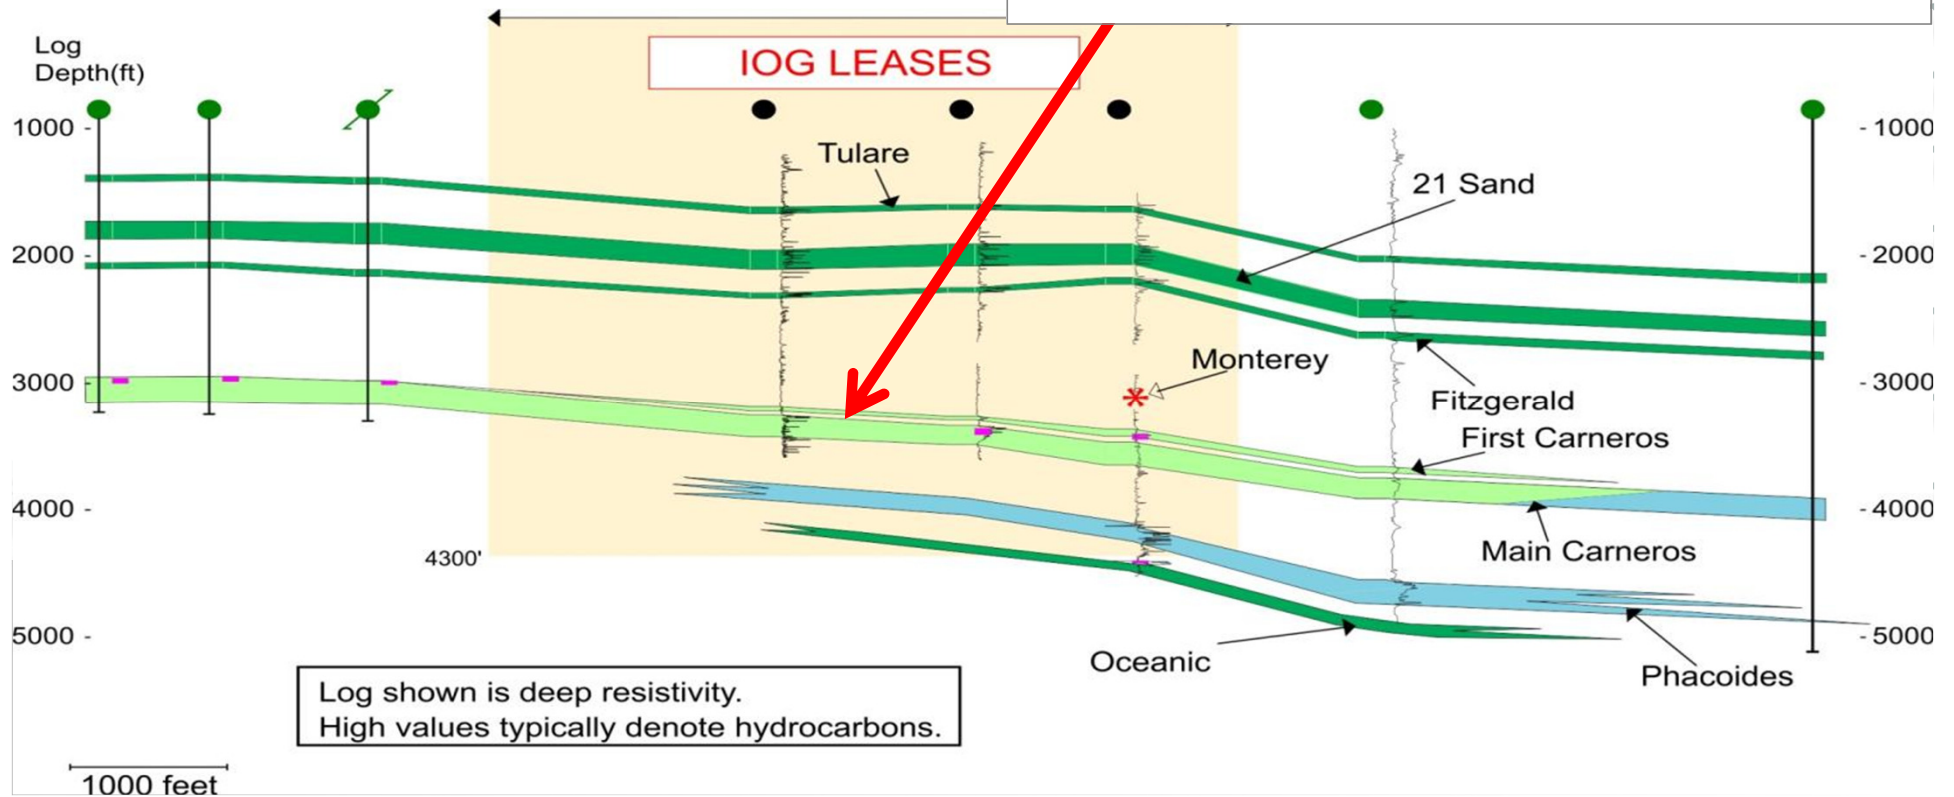 Log
Depth(ft)
IOG LEASES
1000 -
- 1000
Tulare
21 Sand
2000 -
- 2000
Monterey
3000 -
- 3000
Fitzgerald
First Carneros
4000 -
- 4000
Main Carneros
4300'
5000 -
- 5000
Oceanic
Phacoides
Log shown is deep resistivity.
High values typically denote hydrocarbons.
1000 feet